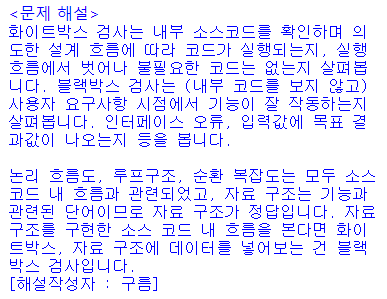 <문제 해설>
화이트박스 검사는 내부 소스코드를 확인하며 의
도한 설계 흐름에 따라 코드가 실행되는지, 실행
흐름에서 벗어나 불필요한 코드는 없는지 살펴봅
니다. 블랙박스 검사는 (내부 코드를 보지 않고)
사용자 요구사항 시점에서 기능이 잘 작동하는지
살펴봅니다. 인터페이스 오류, 입력값에 목표 결
과값이 나오는지 등을 봅니다.

논리 흐름도, 루프구조, 순환 복잡도는 모두 소스
코드 내 흐름과 관련되었고, 자료 구조는 기능과
관련된 단어이므로 자료 구조가 정답입니다. 자료
구조를 구현한 소스 코드 내 흐름을 본다면 화이
트박스, 자료 구조에 데이터를 넣어보는 건 블랙
박스 검사입니다.
[해설작성자 : 구름]